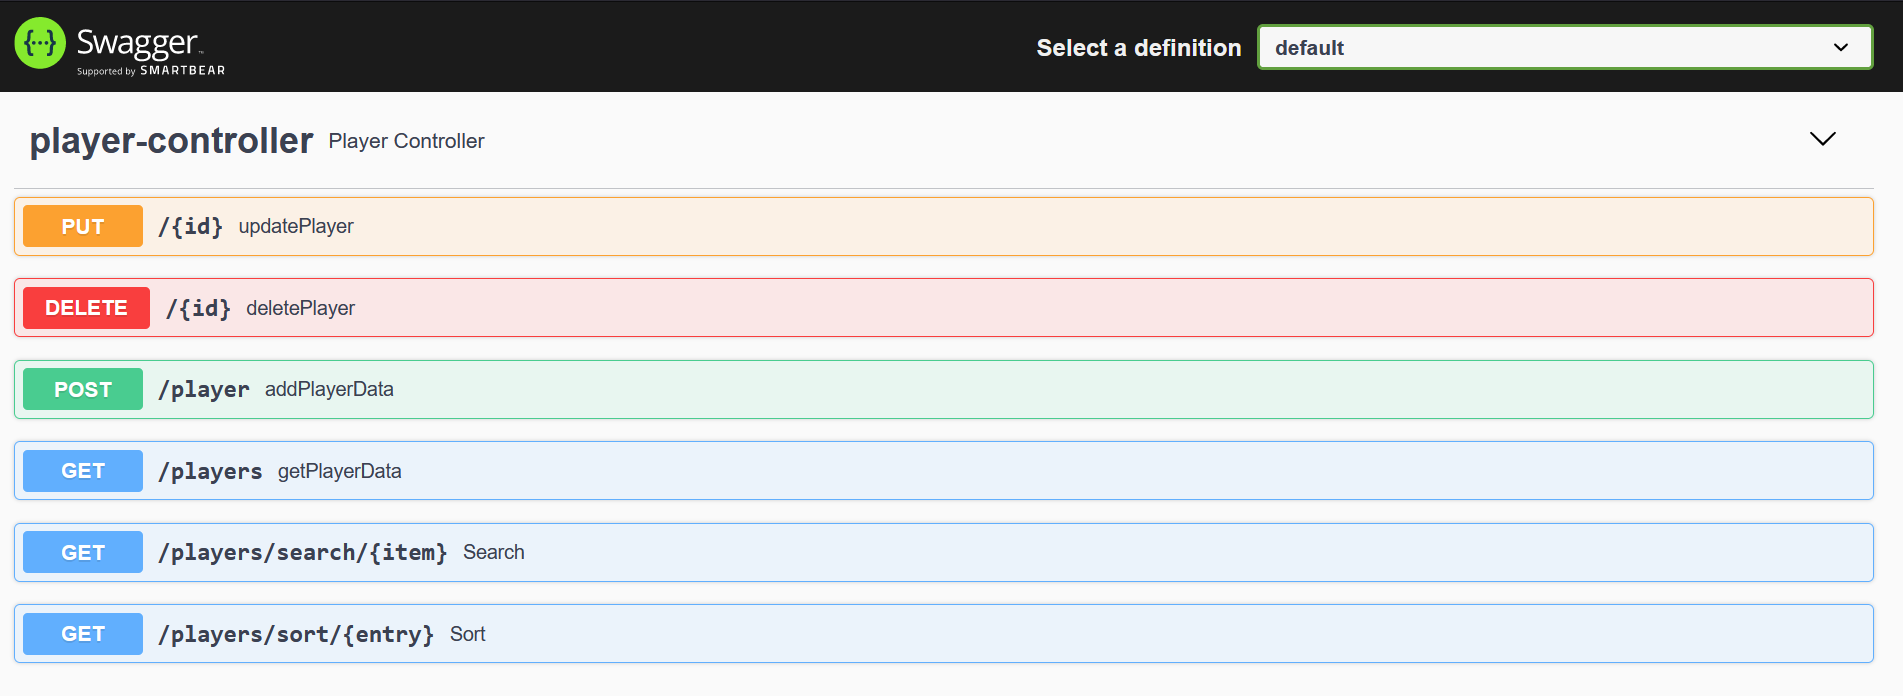 {...} Swagger™
Supported by SMARTBEAR
Select a definition default
player-controller Player Controller
PUT /{id} updatePlayer
DELETE /{id} deletePlayer
POST /player addPlayerData
GET /players getPlayerData
GET /players/search/{item} Search
GET /players/sort/{entry} Sort